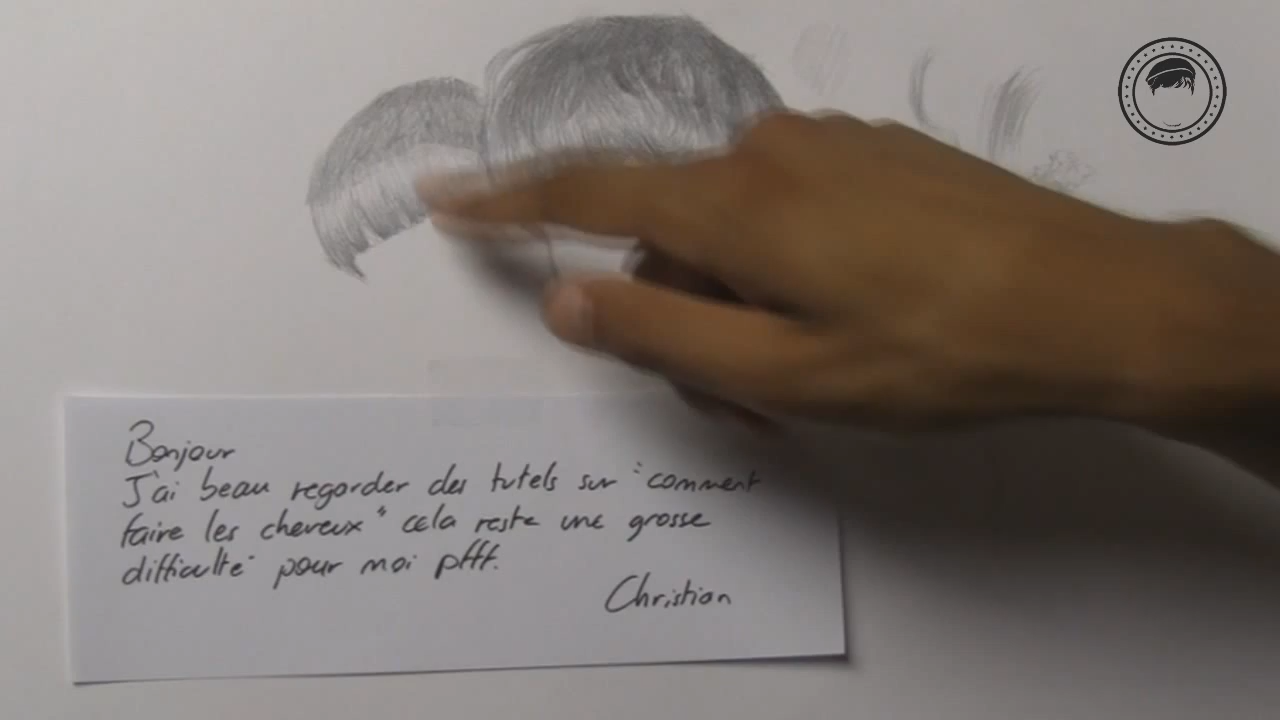 Bonjour
J'ai beau regarder des tutels sur "comment
faire les cheveux" cela reste une grosse
difficulté pour moi pfff.
Christian